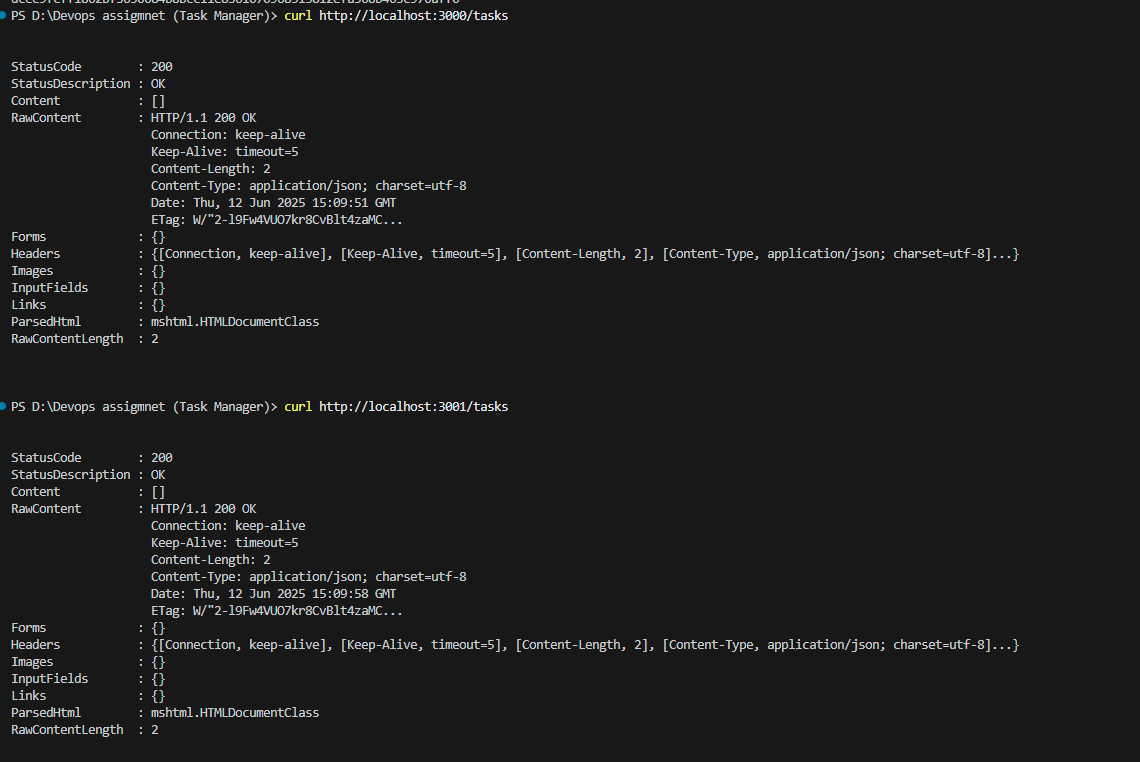 PS D:\Devops assigmnet (Task Manager)> curl http://localhost:3000/tasks
StatusCode : 200
StatusDescription : OK
Content : []
RawContent : HTTP/1.1 200 OK
Connection: keep-alive
Keep-Alive: timeout=5
Content-Length: 2
Content-Type: application/json; charset=utf-8
Date: Thu, 12 Jun 2025 15:09:51 GMT
ETag: W/"2-l9Fw4VUO7kr8CvBlt4zaMC...
Forms : {}
Headers : {[Connection, keep-alive], [Keep-Alive, timeout=5], [Content-Length, 2], [Content-Type, application/json; charset=utf-8]...}
Images : {}
InputFields : {}
Links : {}
ParsedHtml : mshtml.HTMLDocumentClass
RawContentLength : 2
PS D:\Devops assigmnet (Task Manager)> curl http://localhost:3001/tasks
StatusCode : 200
StatusDescription : OK
Content : []
RawContent : HTTP/1.1 200 OK
Connection: keep-alive
Keep-Alive: timeout=5
Content-Length: 2
Content-Type: application/json; charset=utf-8
Date: Thu, 12 Jun 2025 15:09:58 GMT
ETag: W/"2-l9Fw4VUO7kr8CvBlt4zaMC...
Forms : {}
Headers : {[Connection, keep-alive], [Keep-Alive, timeout=5], [Content-Length, 2], [Content-Type, application/json; charset=utf-8]...}
Images : {}
InputFields : {}
Links : {}
ParsedHtml : mshtml.HTMLDocumentClass
RawContentLength : 2